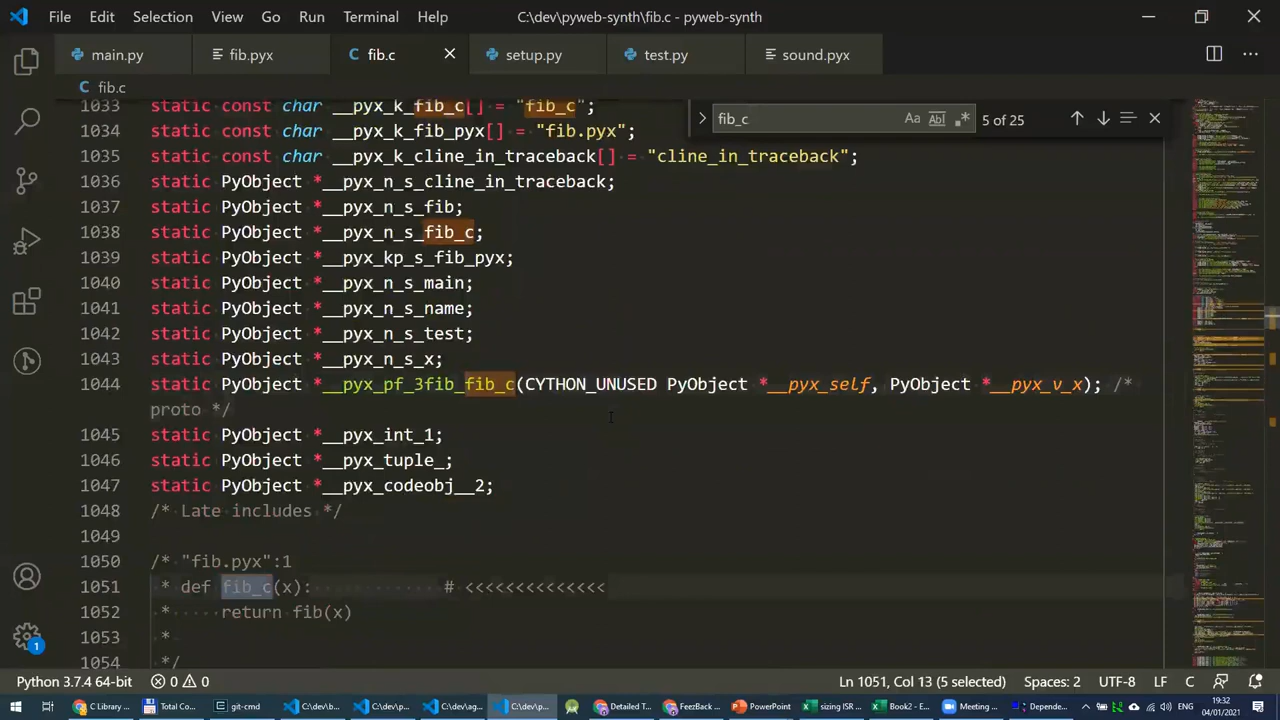 File Edit Selection View Go Run Terminal Help C:\dev\pyweb-synth\fib.c - pyweb-synth
main.py fib.pyx C fib.c setup.py test.py sound.pyx
C fib.c
fib_c Aa Ab 5 of 25
1033 static const char __pyx_k_fib_c[] = "fib_c";
1034 static const char __pyx_k_fib_pyx[] = "fib.pyx";
1035 static const char __pyx_k_cline_in_traceback[] = "cline_in_traceback";
1036 static PyObject *__pyx_n_s_cline_in_traceback;
1037 static PyObject *__pyx_n_s_fib;
1038 static PyObject *__pyx_n_s_fib_c;
1039 static PyObject *__pyx_kp_s_fib_pyx;
1040 static PyObject *__pyx_n_s_main;
1041 static PyObject *__pyx_n_s_name;
1042 static PyObject *__pyx_n_s_test;
1043 static PyObject *__pyx_n_s_x;
1044 static PyObject *__pyx_pf_3fib_fib_c(CYTHON_UNUSED PyObject *__pyx_self, PyObject *__pyx_v_x); /*
proto */
1045 static PyObject *__pyx_int_1;
1046 static PyObject *__pyx_tuple_;
1047 static PyObject *__pyx_codeobj__2;
1048 /* Late includes */
1049
1050 /* "fib.pyx":1
1051 * def fib_c(x): # <<<<<<<<<<<<<<
1052 * return fib(x)
1053 *
1054 */
1
Python 3.7.4 64-bit 0 0 Ln 1051, Col 13 (5 selected) Spaces: 2 UTF-8 LF C
C Library ... Total Co... git-cmd C:\dev\b... C:\dev\p... C:\dev\ag... C:\dev\p... Detailed T... FeezBack ... PowerPoint sizing IBR ... Book2 - E... Meeting ... Depende... ENG 19:32
04/01/2021